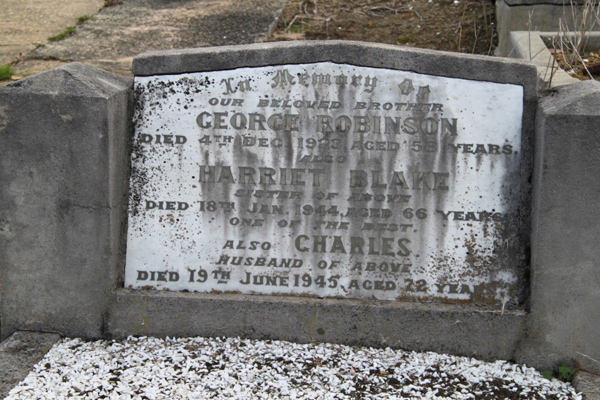 In Memory Of
OUR BELOVED BROTHER
GEORGE ROBINSON
DIED 4TH DEC. 1923 AGED 59 YEARS.
ALSO
HARRIET BLAKE
SISTER OF ABOVE
DIED 18TH JAN. 1944, AGED 66 YEARS
ONE OF THE BEST.
ALSO CHARLES.
HUSBAND OF ABOVE
DIED 19TH JUNE 1945, AGED 72 YEARS